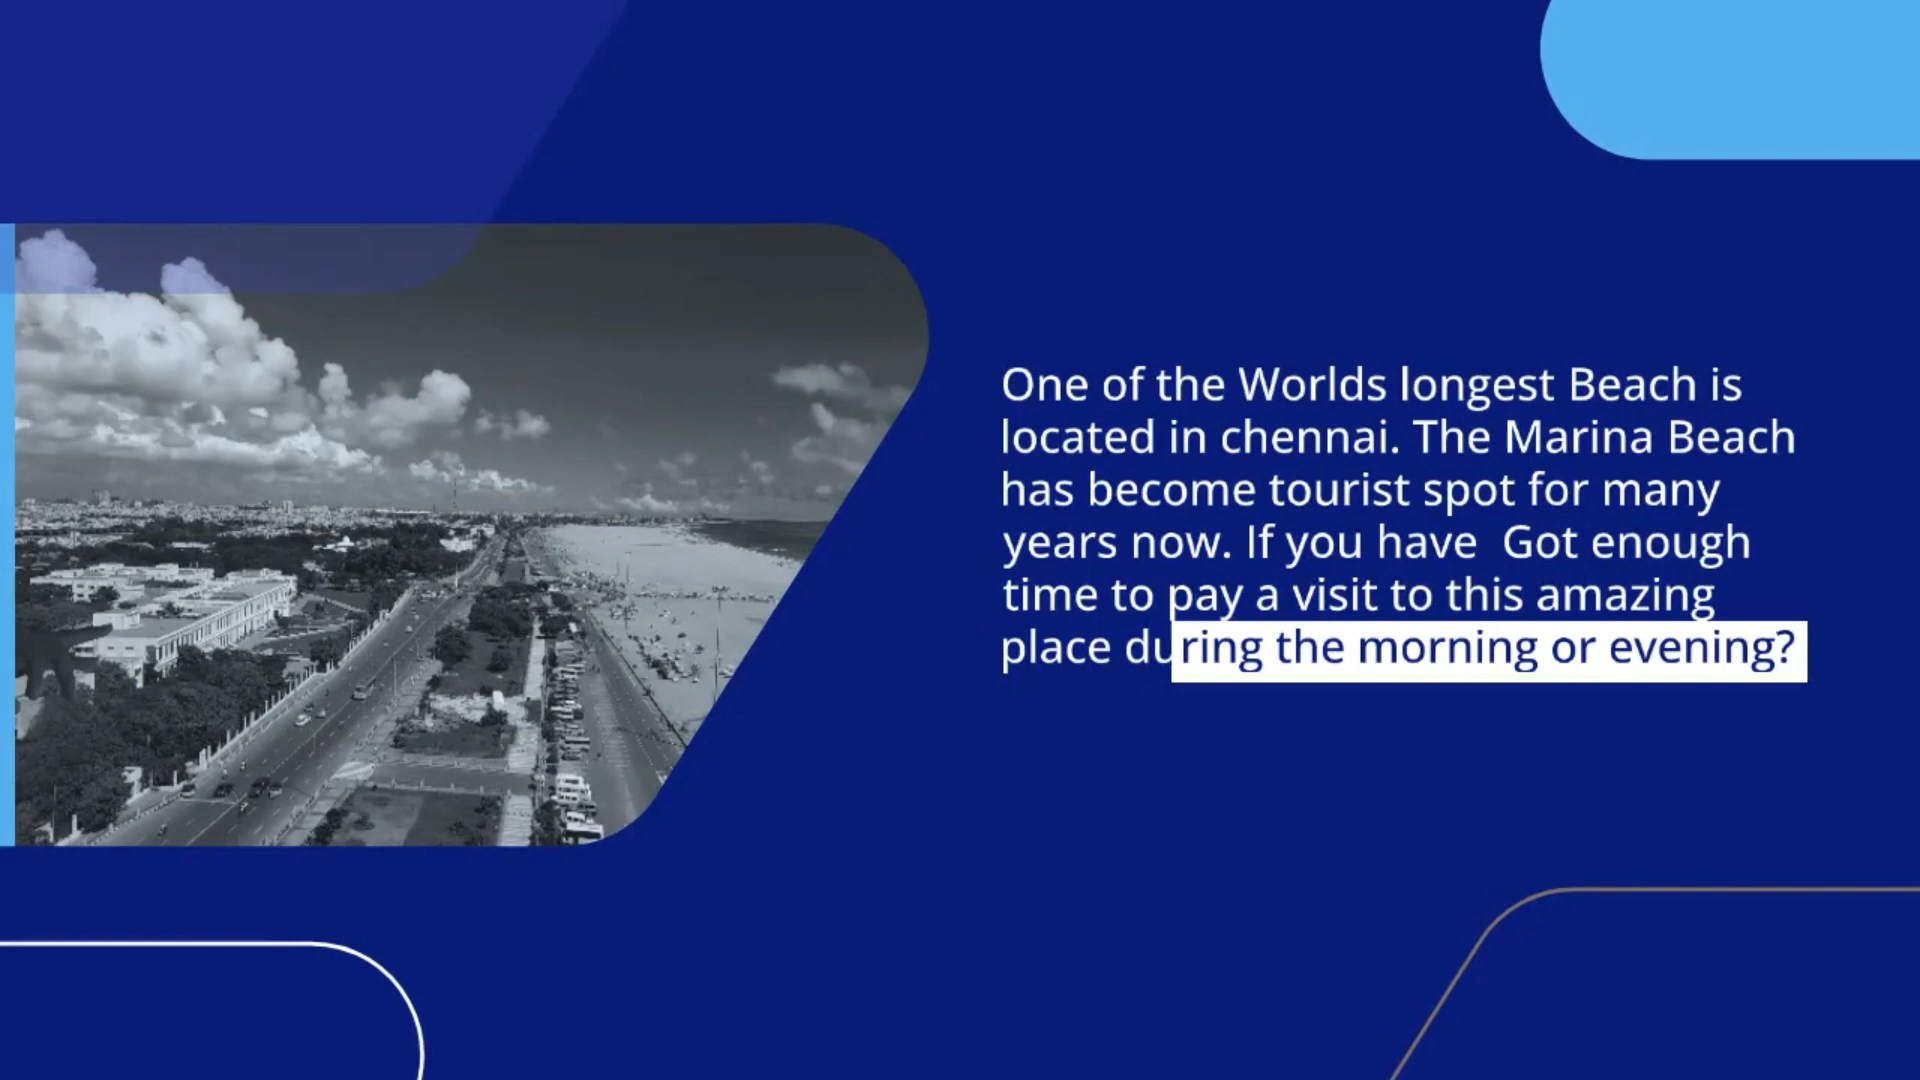 One of the Worlds longest Beach is
located in chennai. The Marina Beach
has become tourist spot for many
years now. If you have  Got enough
time to pay a visit to this amazing
place during the morning or evening?